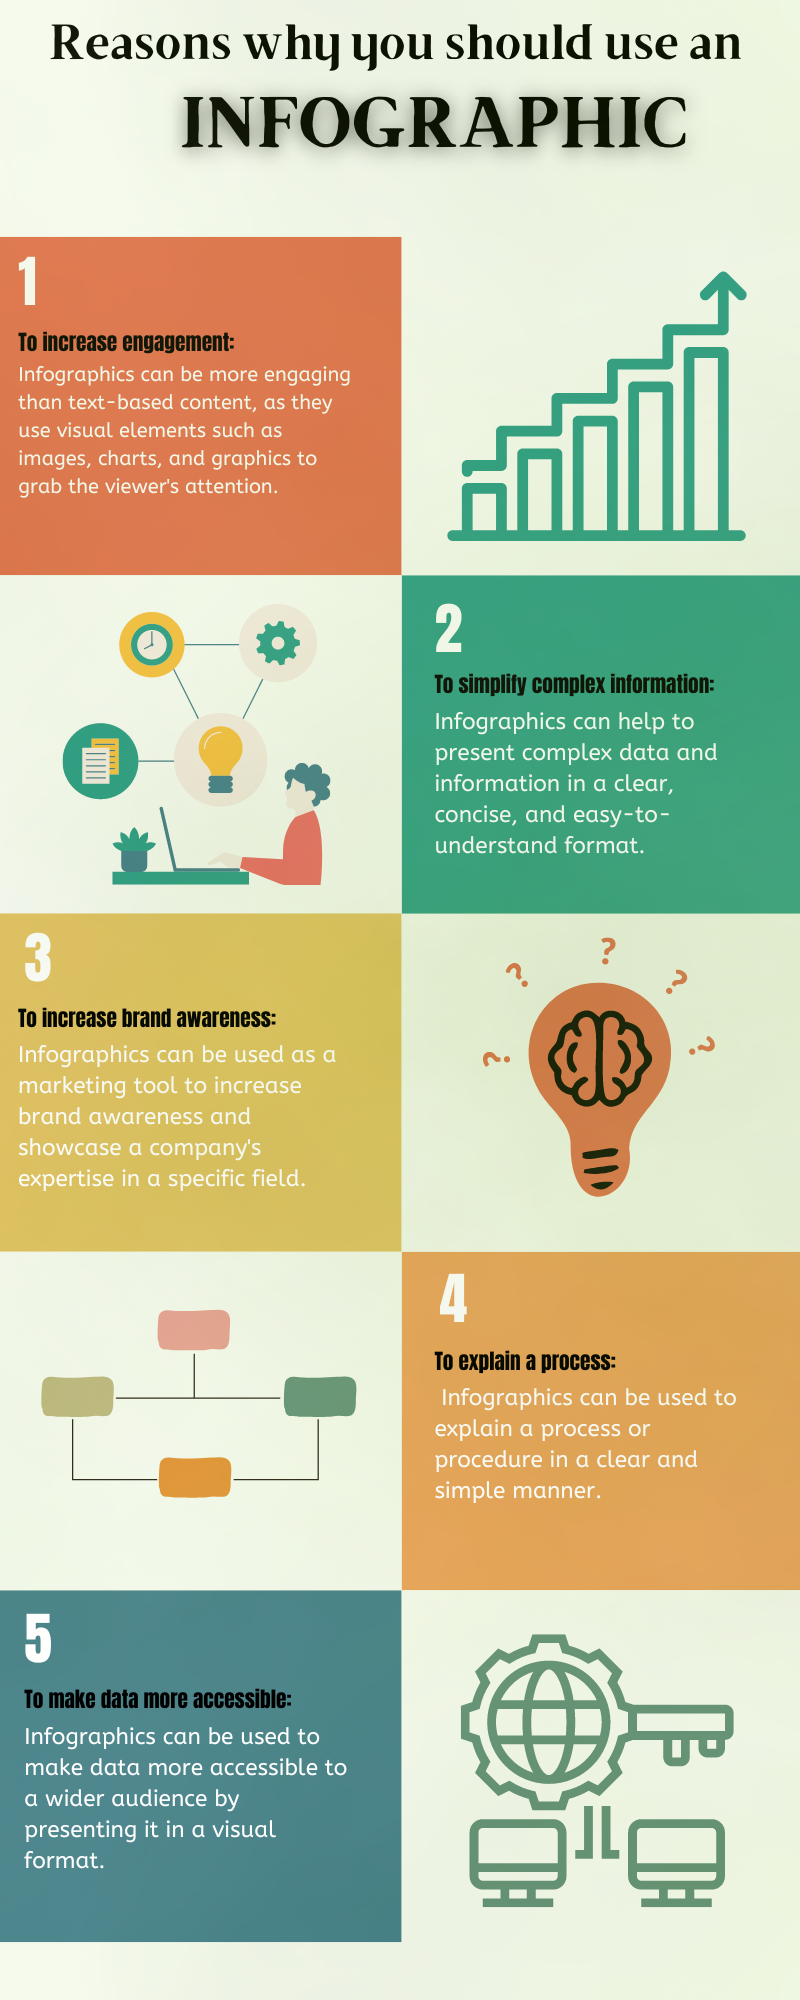 Reasons why you should use an
INFOGRAPHIC
1
To increase engagement:
Infographics can be more engaging
than text-based content, as they
use visual elements such as
images, charts, and graphics to
grab the viewer's attention.
2
To simplify complex information:
Infographics can help to
present complex data and
information in a clear,
concise, and easy-to-
understand format.
3
To increase brand awareness:
Infographics can be used as a
marketing tool to increase
brand awareness and
showcase a company's
expertise in a specific field.
? ? ? ? ?
4
To explain a process:
Infographics can be used to
explain a process or
procedure in a clear and
simple manner.
5
To make data more accessible:
Infographics can be used to
make data more accessible to
a wider audience by
presenting it in a visual
format.